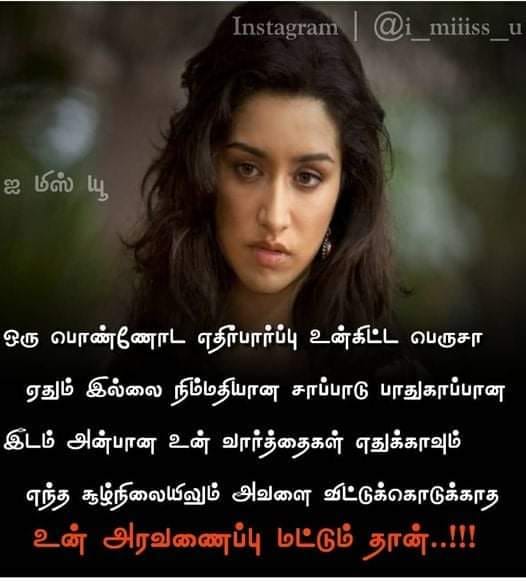 Instagram | @i_miiiss_u
ஐ மிஸ் யூ
ஒரு பொண்ணோட எதிர்பார்ப்பு உன்கிட்ட பெருசா
ஏதும் இல்லை நிம்மதியான சாப்பாடு பாதுகாப்பான
இடம் அன்பான உன் வார்த்தைகள் எதுக்காவும்
எந்த சூழ்நிலையிலும் அவளை விட்டுக்கொடுக்காத
உன் அரவணைப்பு மட்டும் தான்..!!!